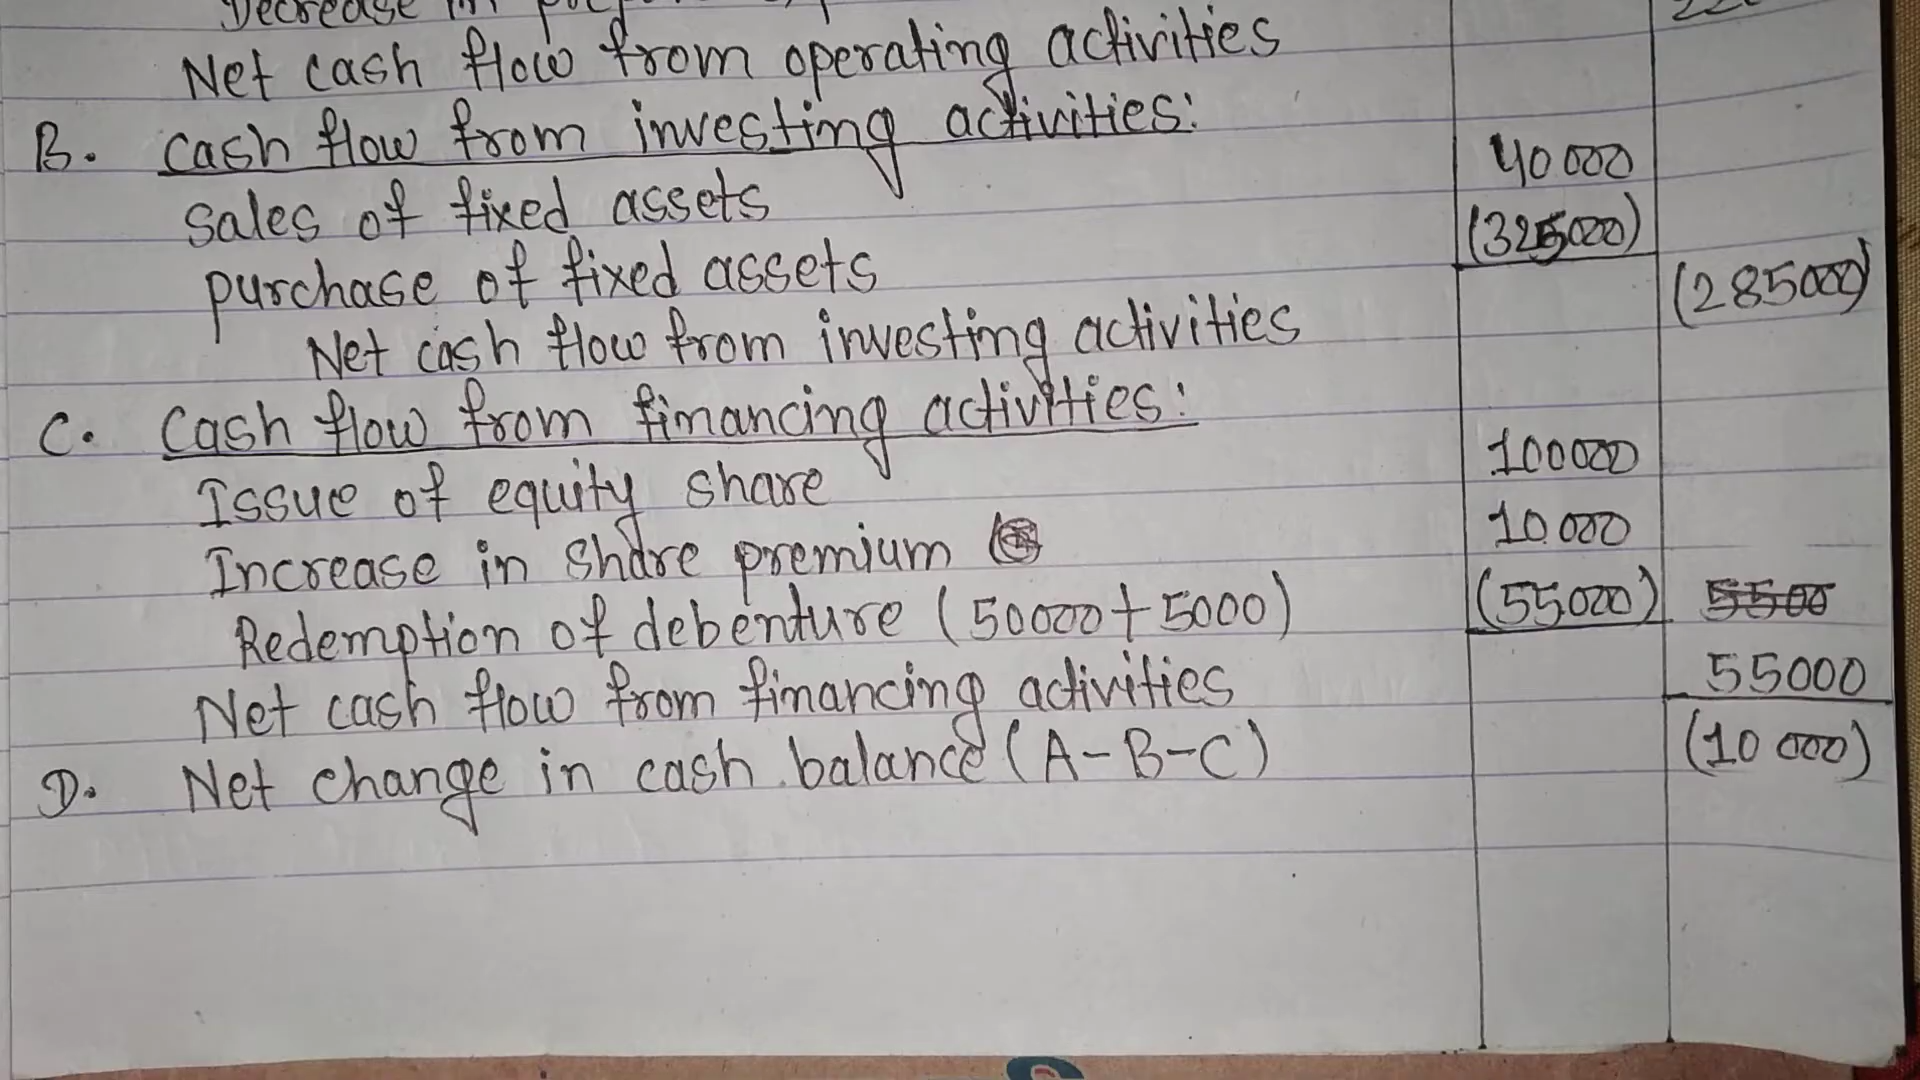 Decrease in
Net cash flow from operating activities
B. Cash flow from investing activities:
Sales of fixed assets 40000
purchase of fixed assets (325000)
Net cash flow from investing activities (285000)
C. Cash flow from financing activities:
Issue of equity share 100000
Increase in share premium 10000
Redemption of debenture (50000+5000) (55000) 5500
Net cash flow from financing activities 55000
D. Net change in cash balance (A-B-C) (10000)